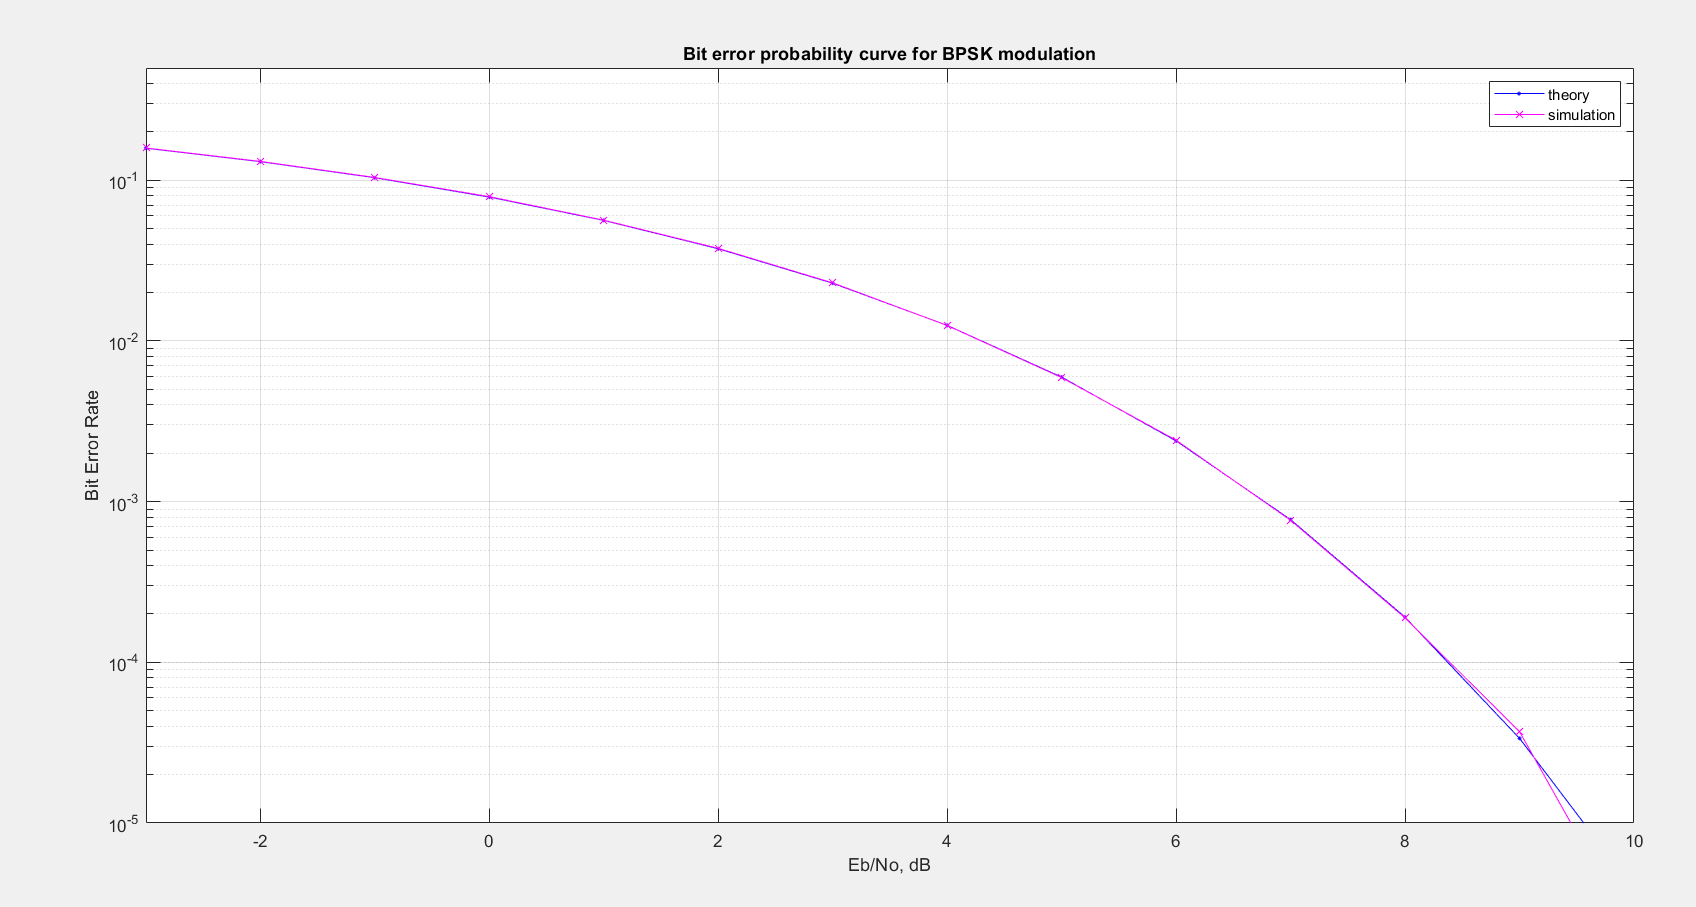 Bit error probability curve for BPSK modulation
theory
simulation
10-1
10-2
10-3
10-4
10-5
Bit Error Rate
-2 0 2 4 6 8 10
Eb/No, dB